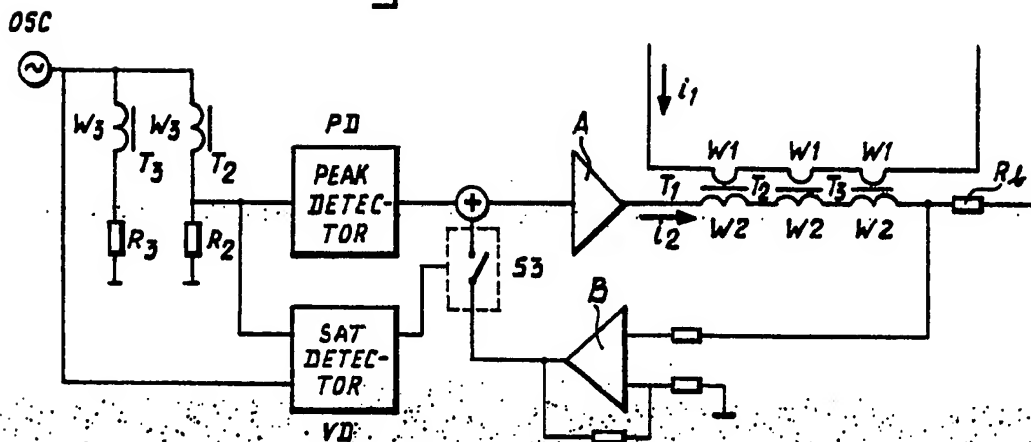 OSC
~
W3
W3
T3
T2
R3
R2
PD
PEAK
DETEC-
TOR
SAT
DETEC-
TOR
VD
+
S3
A
B
i1
i2
W1
W1
W1
T1
T2
T3
W2
W2
W2
Rb